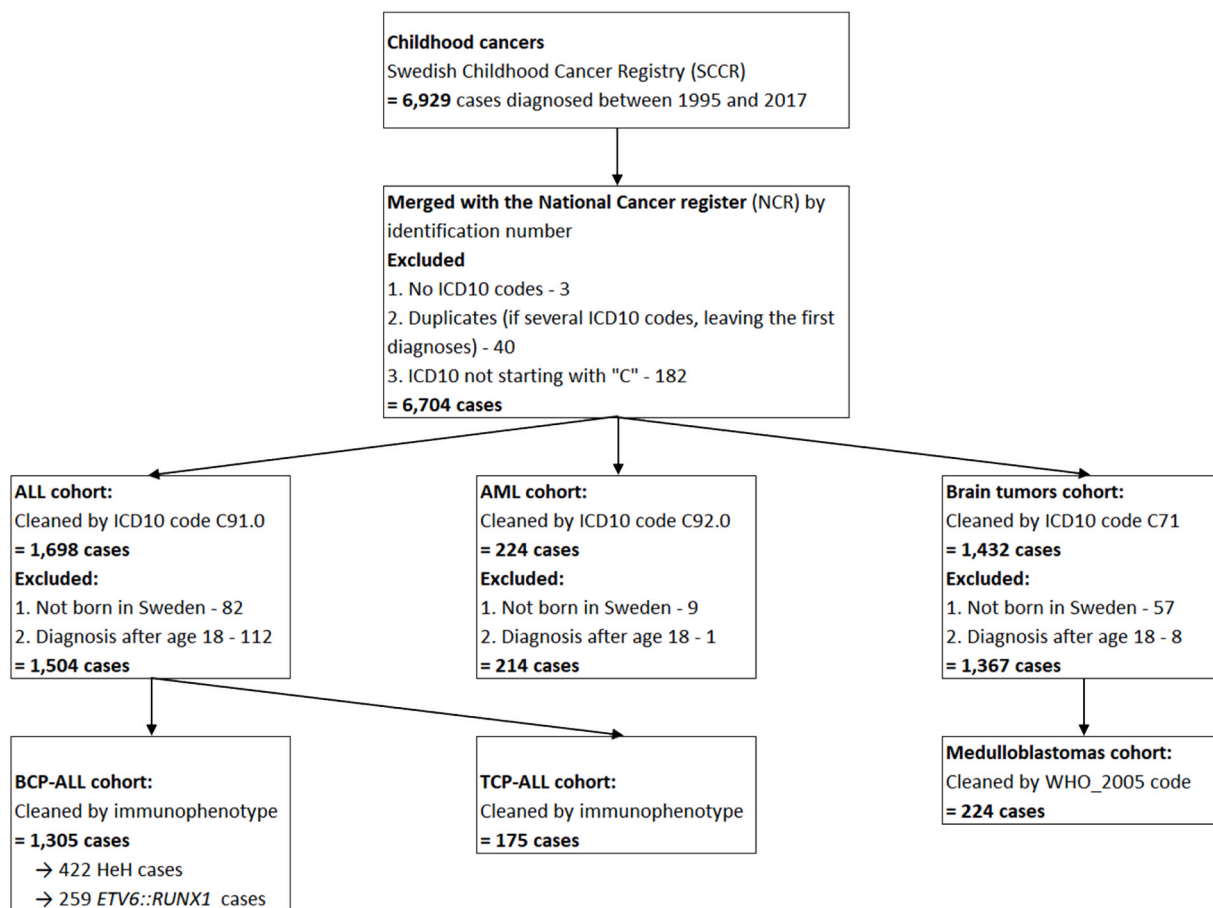 Childhood cancers
Swedish Childhood Cancer Registry (SCCR)
= 6,929 cases diagnosed between 1995 and 2017
Merged with the National Cancer register (NCR) by
identification number
Excluded
1. No ICD10 codes - 3
2. Duplicates (if several ICD10 codes, leaving the first
diagnoses) - 40
3. ICD10 not starting with "C" - 182
= 6,704 cases
ALL cohort:
Cleaned by ICD10 code C91.0
= 1,698 cases
Excluded:
1. Not born in Sweden - 82
2. Diagnosis after age 18 - 112
= 1,504 cases
AML cohort:
Cleaned by ICD10 code C92.0
= 224 cases
Excluded:
1. Not born in Sweden - 9
2. Diagnosis after age 18 - 1
= 214 cases
Brain tumors cohort:
Cleaned by ICD10 code C71
= 1,432 cases
Excluded:
1. Not born in Sweden - 57
2. Diagnosis after age 18 - 8
= 1,367 cases
BCP-ALL cohort:
Cleaned by immunophenotype
= 1,305 cases
→ 422 HeH cases
→ 259 ETV6::RUNX1 cases
TCP-ALL cohort:
Cleaned by immunophenotype
= 175 cases
Medulloblastomas cohort:
Cleaned by WHO_2005 code
= 224 cases